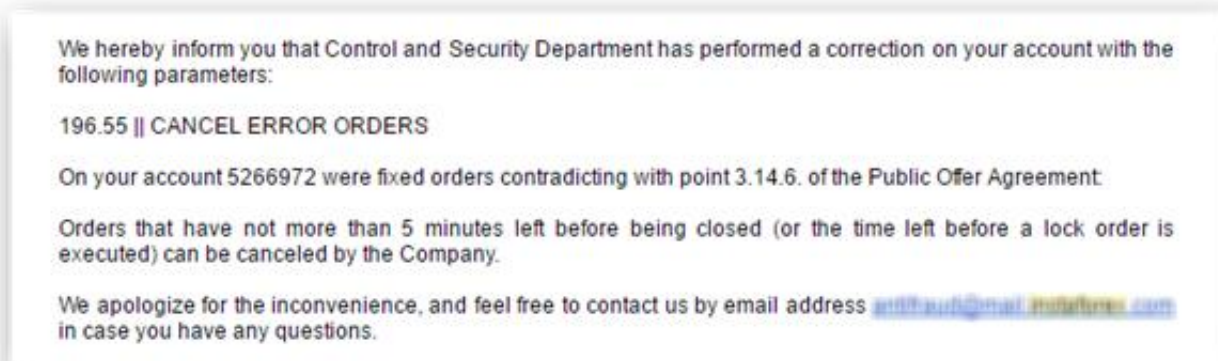 We hereby inform you that Control and Security Department has performed a correction on your account with the
following parameters:
196.55 || CANCEL ERROR ORDERS
On your account 5266972 were fixed orders contradicting with point 3.14.6. of the Public Offer Agreement:
Orders that have not more than 5 minutes left before being closed (or the time left before a lock order is
executed) can be canceled by the Company.
We apologize for the inconvenience, and feel free to contact us by email address
in case you have any questions.